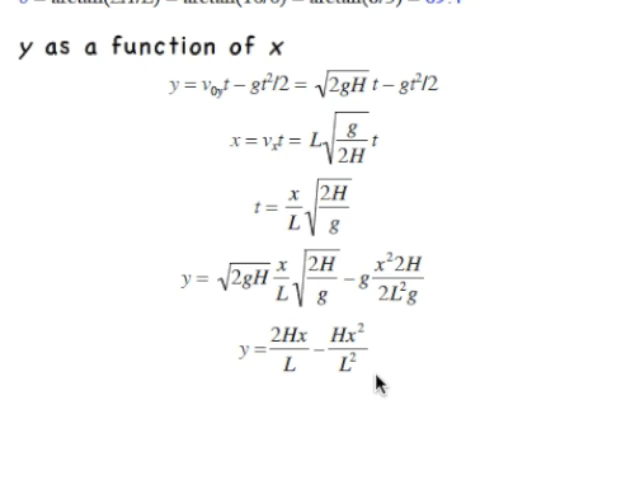 y as a function of x
y = v₀yt − gt²/2 = √2gH t − gt²/2
x = vₓt = L√(g/2H) t
t = x/L √(2H/g)
y = √2gH x/L √(2H/g) − g x²2H/2L²g
y = 2Hx/L − Hx²/L²